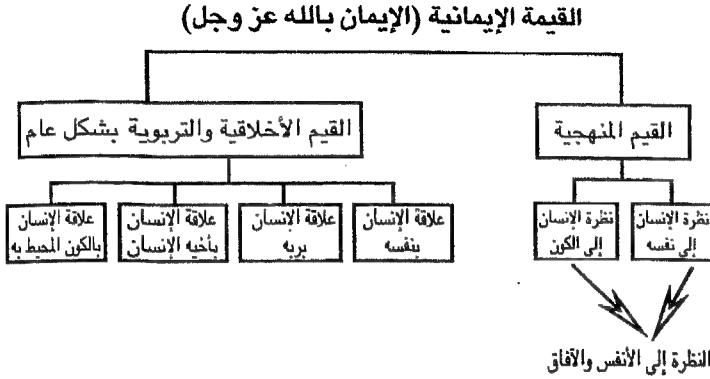 القيمة الإيمانية (الإيمان بالله عز وجل)
القيم المنهجية
القيم الأخلاقية والتربوية بشكل عام
نظرة الإنسان
إلى نفسه
نظرة الإنسان
إلى الكون
علاقة الإنسان
بنفسه
علاقة الإنسان
بربه
علاقة الإنسان
بأخيه الإنسان
علاقة الإنسان
بالكون المحيط به
النظرة إلى الأنفس والآفاق